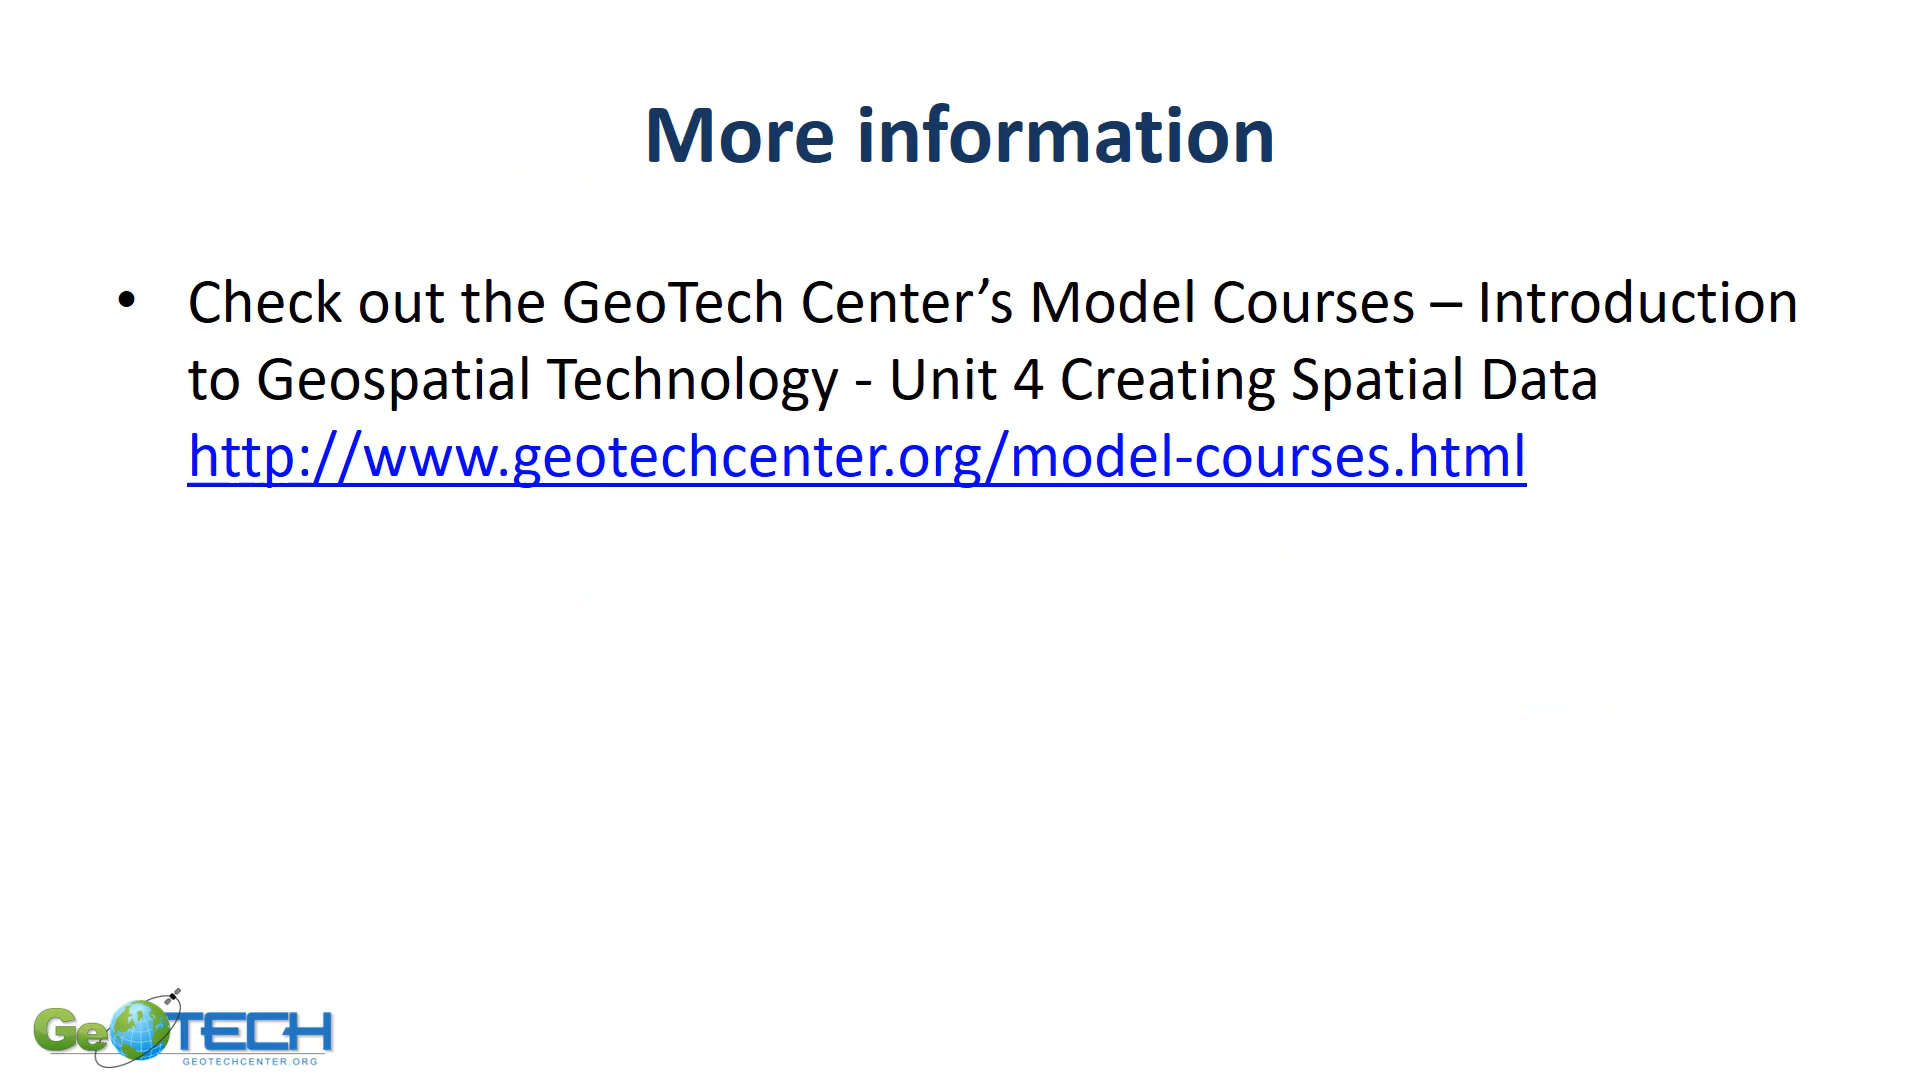 More information
• Check out the GeoTech Center’s Model Courses – Introduction
to Geospatial Technology - Unit 4 Creating Spatial Data
http://www.geotechcenter.org/model-courses.html
GeoTECH
GEOTECHCENTER.ORG